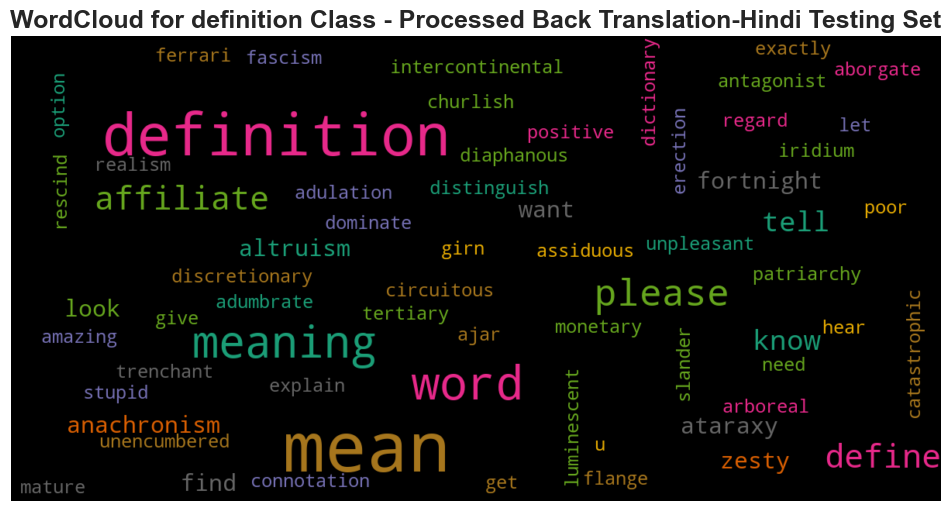 WordCloud for definition Class - Processed Back Translation-Hindi Testing Set
ferrari
fascism
exactly
intercontinental
dictionary
aborgate
antagonist
option
churlish
definition
positive
regard
let
erection
diaphanous
iridium
realism
rescind
affiliate
adulation
distinguish
fortnight
want
poor
dominate
tell
altruism
girn
assiduous
unpleasant
discretionary
patriarchy
circuitous
please
look
adumbrate
give
tertiary
monetary
hear
catastrophic
amazing
meaning
ajar
slander
know
need
trenchant
explain
word
luminescent
stupid
arboreal
anachronism
ataraxy
unencumbered
mean
u
zesty
define
mature
find
connotation
get
flange